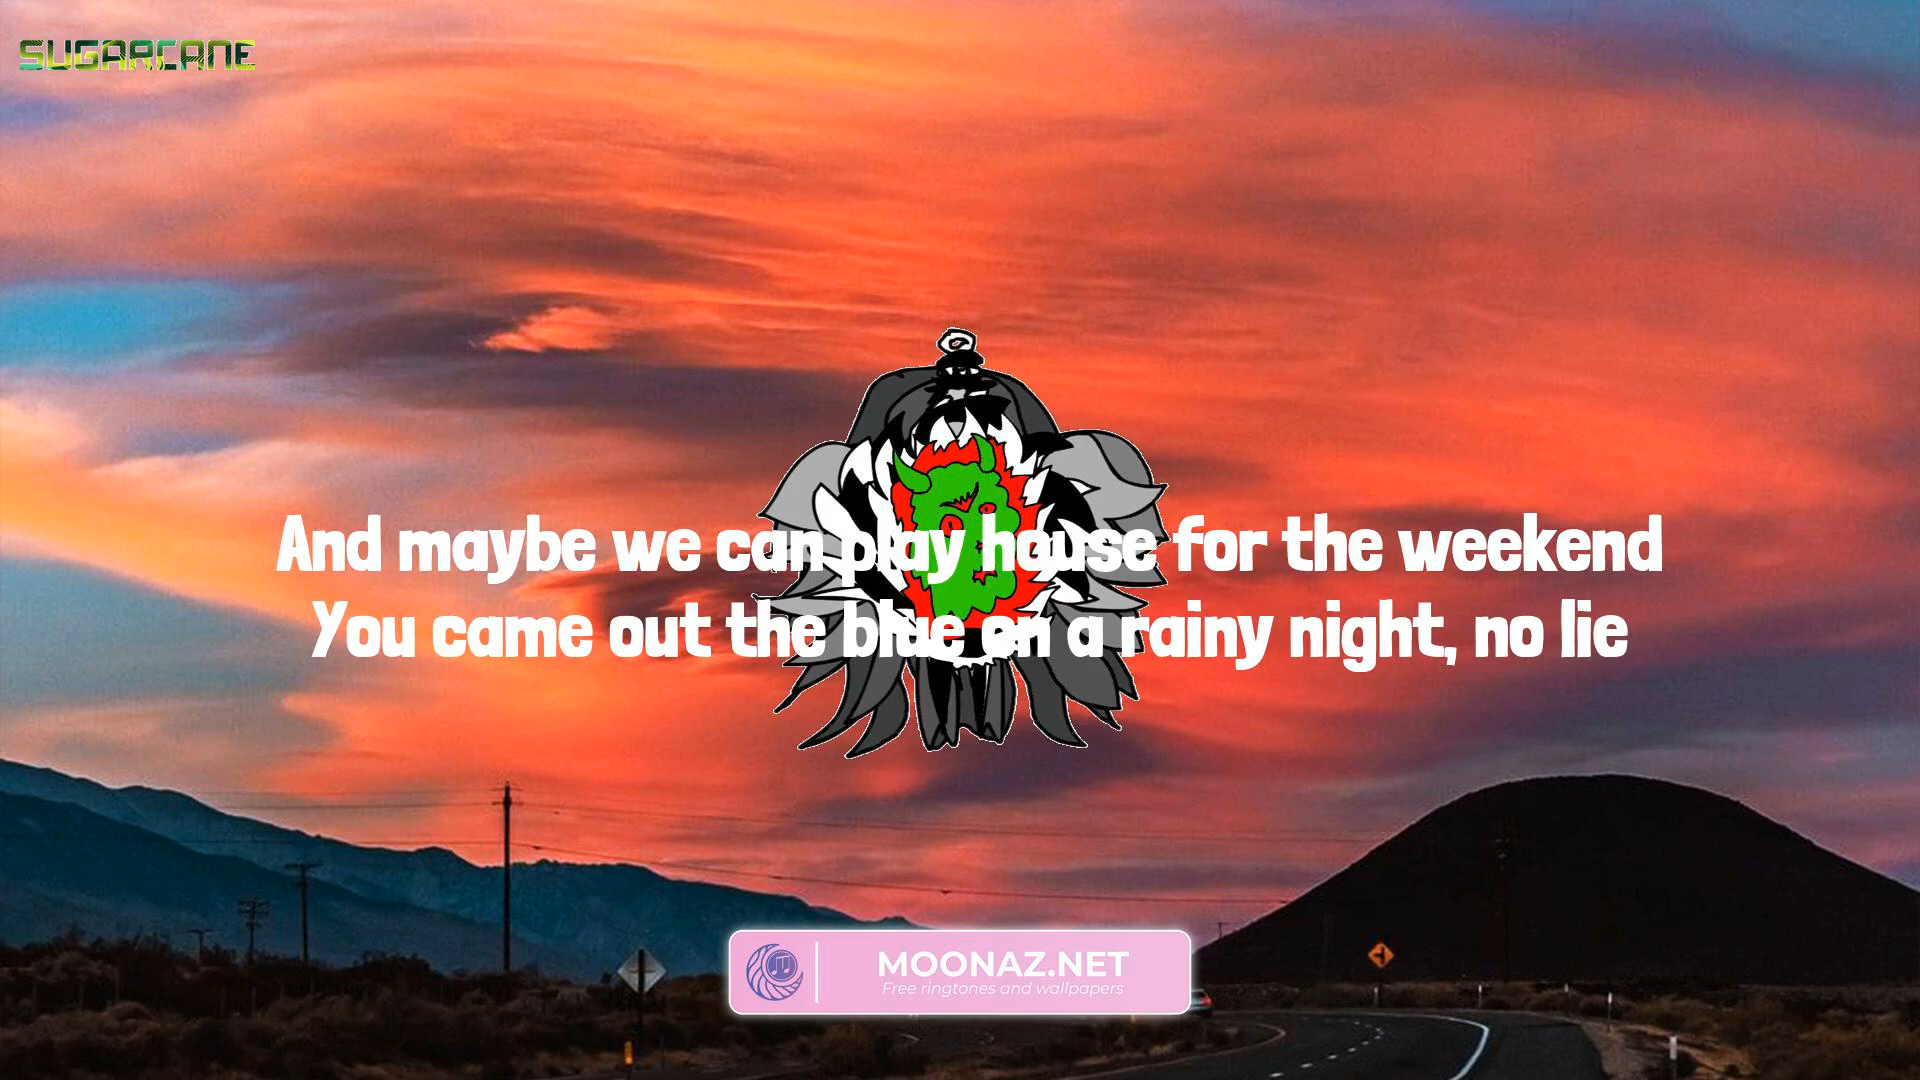 SUGARCANE
And maybe we can play house for the weekend
You came out the blue on a rainy night, no lie
MOONAZ.NET
Free ringtones and wallpapers